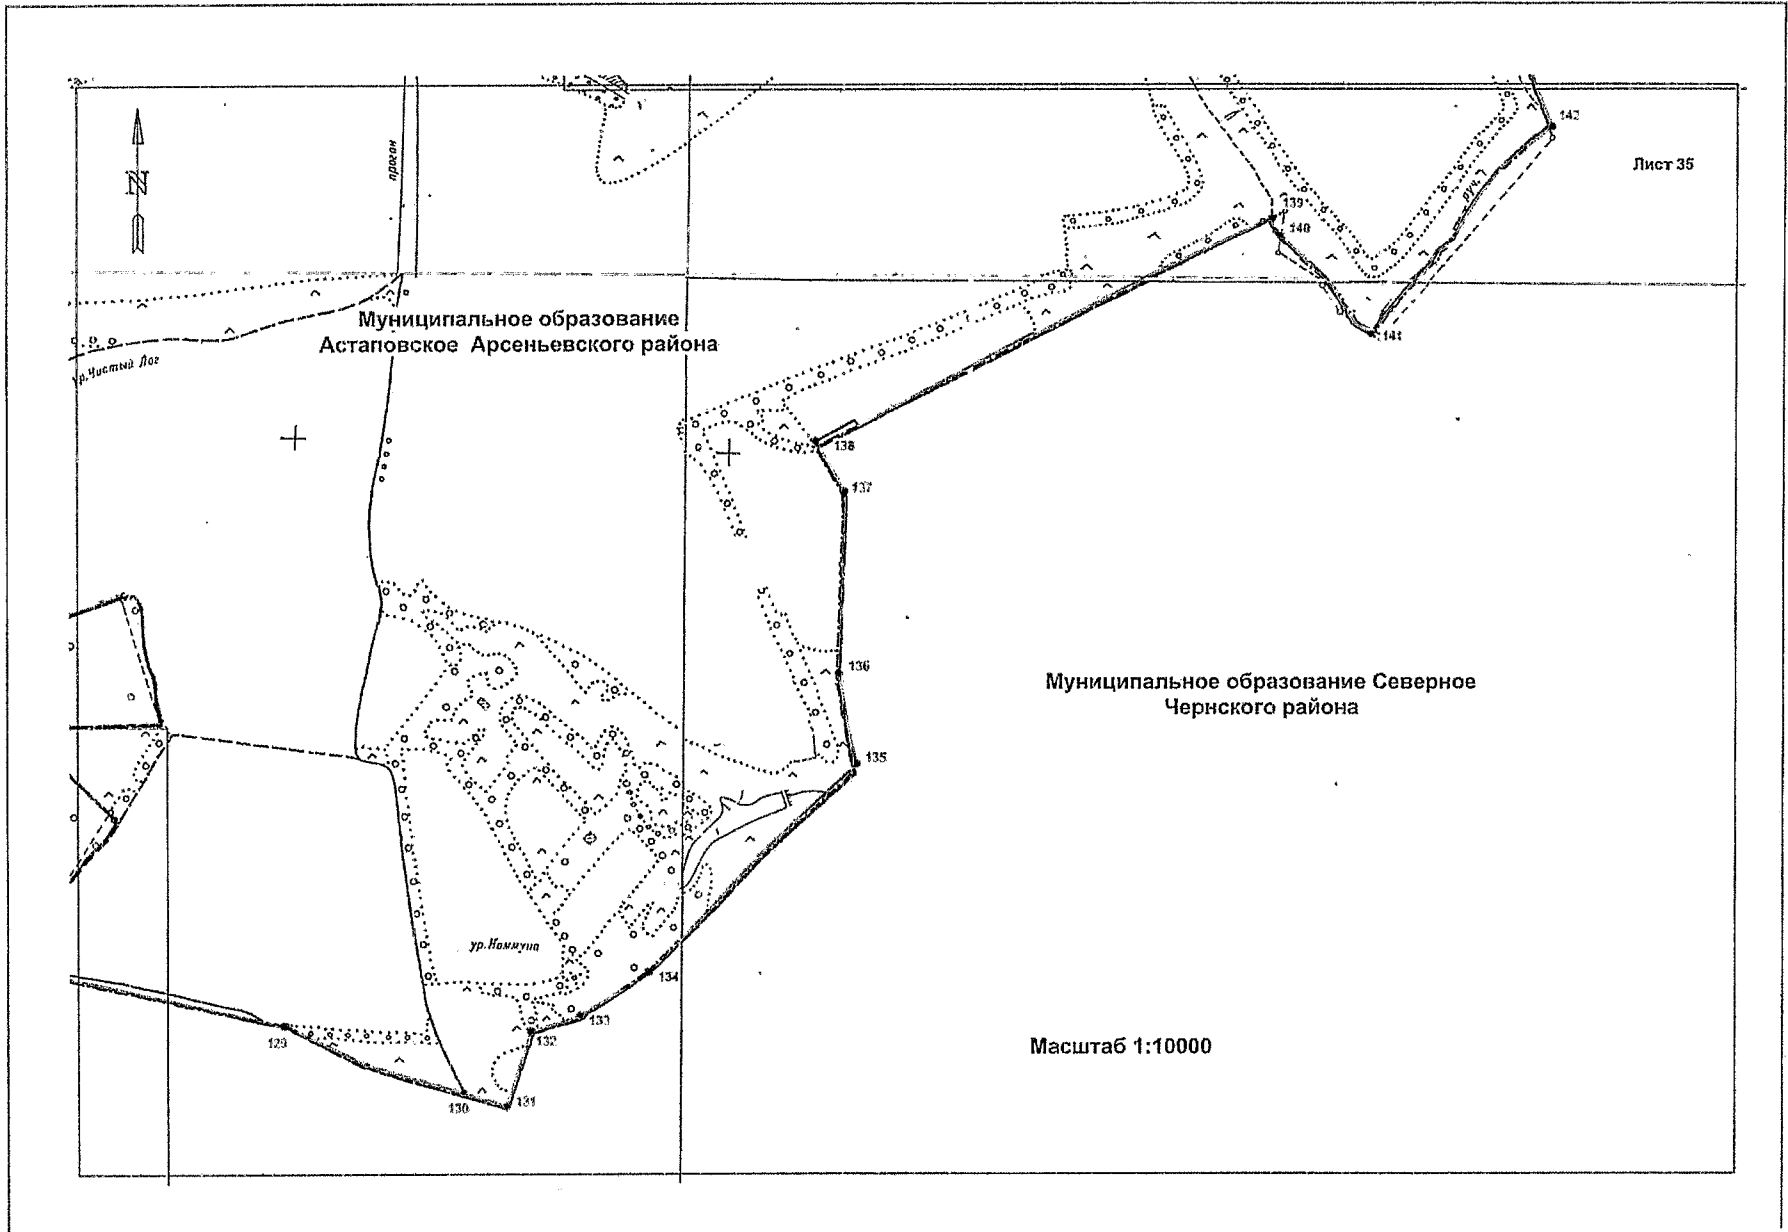 142
Лист 35
N
прогон
139
140
руч.
141
Муниципальное образование
Астаповское Арсеньевского района
ур.Чистый Лог
138
137
136
Муниципальное образование Северное
Чернского района
135
ур.Коммуна
134
133
132
129
Масштаб 1:10000
131
130